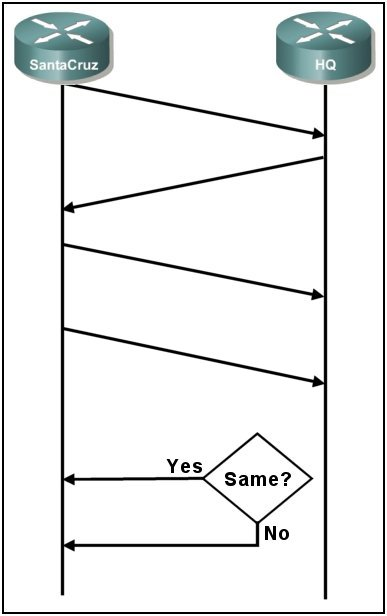 SantaCruz
HQ
Yes
Same?
No